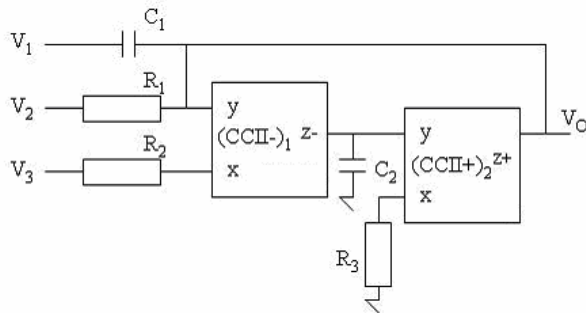 C1
V1
R1
V2
y
z-
(CCII-)1
R2
V3
x
C2
y
(CCII+)2
z+
x
VO
R3